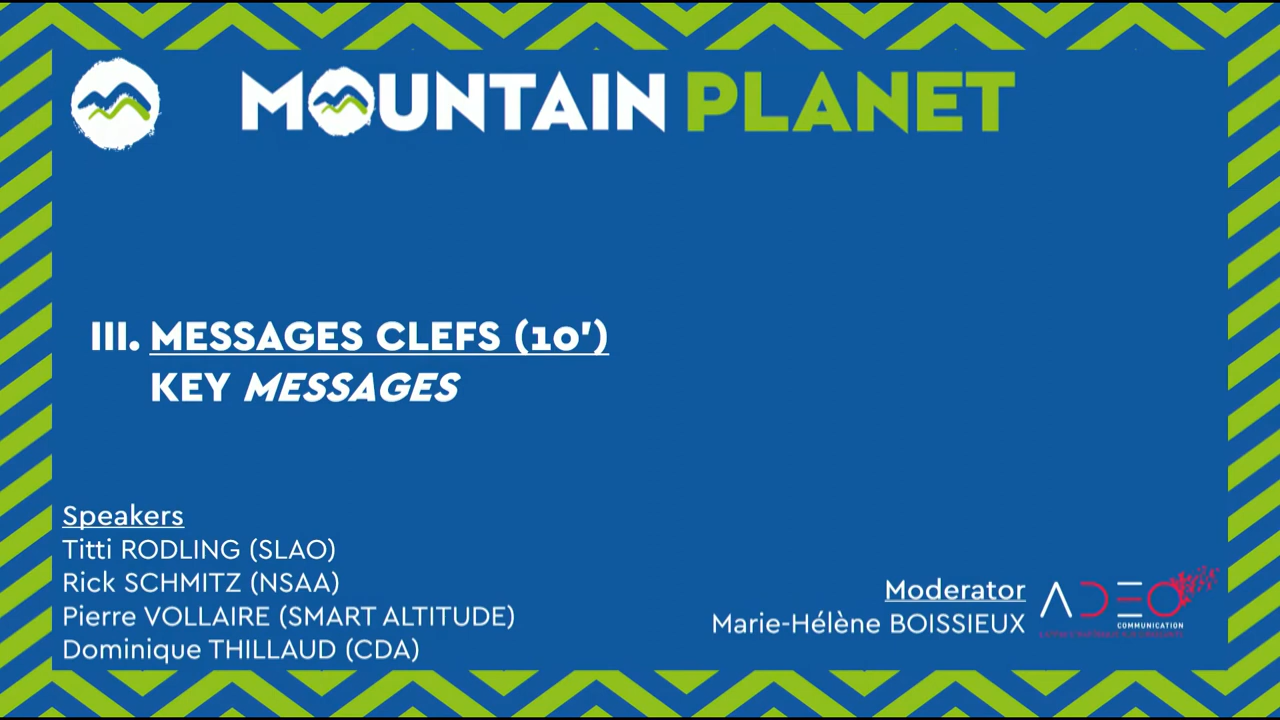 MOUNTAIN PLANET
III. MESSAGES CLEFS (10')
KEY MESSAGES
Speakers
Titti RODLING (SLAO)
Rick SCHMITZ (NSAA)
Pierre VOLLAIRE (SMART ALTITUDE)
Dominique THILLAUD (CDA)
Moderator
Marie-Hélène BOISSIEUX
ADEO
COMMUNICATION